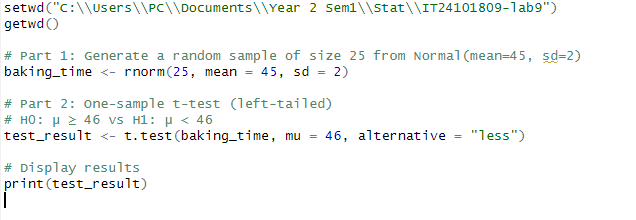 setwd("C:\\Users\\PC\\Documents\\Year 2 Sem1\\Stat\\IT24101809-lab9")
getwd()
# Part 1: Generate a random sample of size 25 from Normal(mean=45, sd=2)
baking_time <- rnorm(25, mean = 45, sd = 2)
# Part 2: One-sample t-test (left-tailed)
# H0: μ ≥ 46 vs H1: μ < 46
test_result <- t.test(baking_time, mu = 46, alternative = "less")
# Display results
print(test_result)